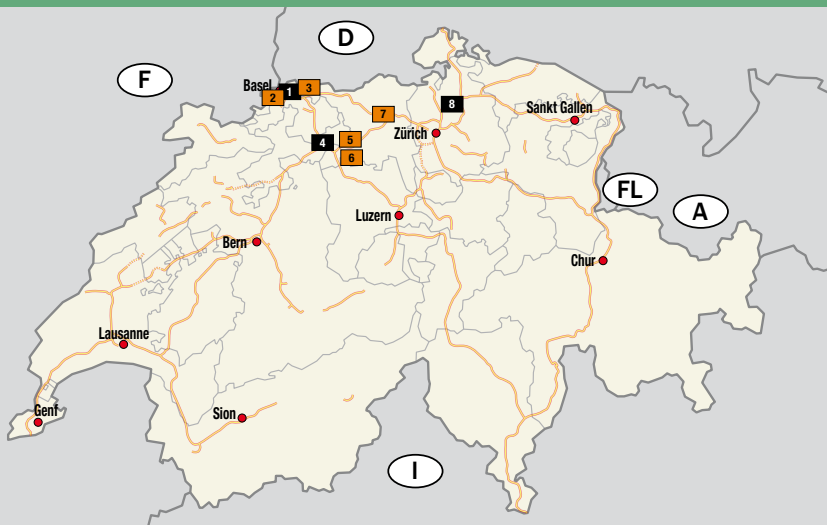 D
F
Basel
1
3
2
8
Sankt Gallen
7
Zürich
4
5
6
FL
A
Luzern
Bern
Chur
Lausanne
Genf
Sion
I